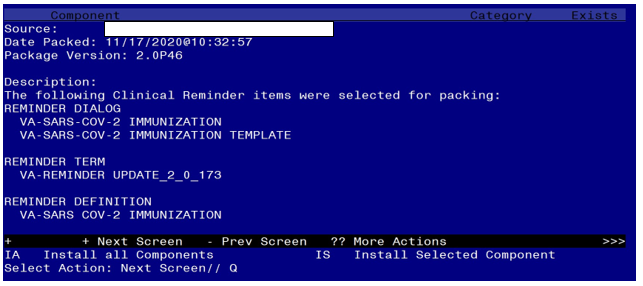 Component Category Exists
Source:
Date Packed: 11/17/2020@10:32:57
Package Version: 2.0P46
Description:
The following Clinical Reminder items were selected for packing:
REMINDER DIALOG
VA-SARS-COV-2 IMMUNIZATION
VA-SARS-COV-2 IMMUNIZATION TEMPLATE
REMINDER TERM
VA-REMINDER UPDATE_2_0_173
REMINDER DEFINITION
VA-SARS COV-2 IMMUNIZATION
+ + Next Screen - Prev Screen ?? More Actions >>>
IA Install all Components IS Install Selected Component
Select Action: Next Screen// Q